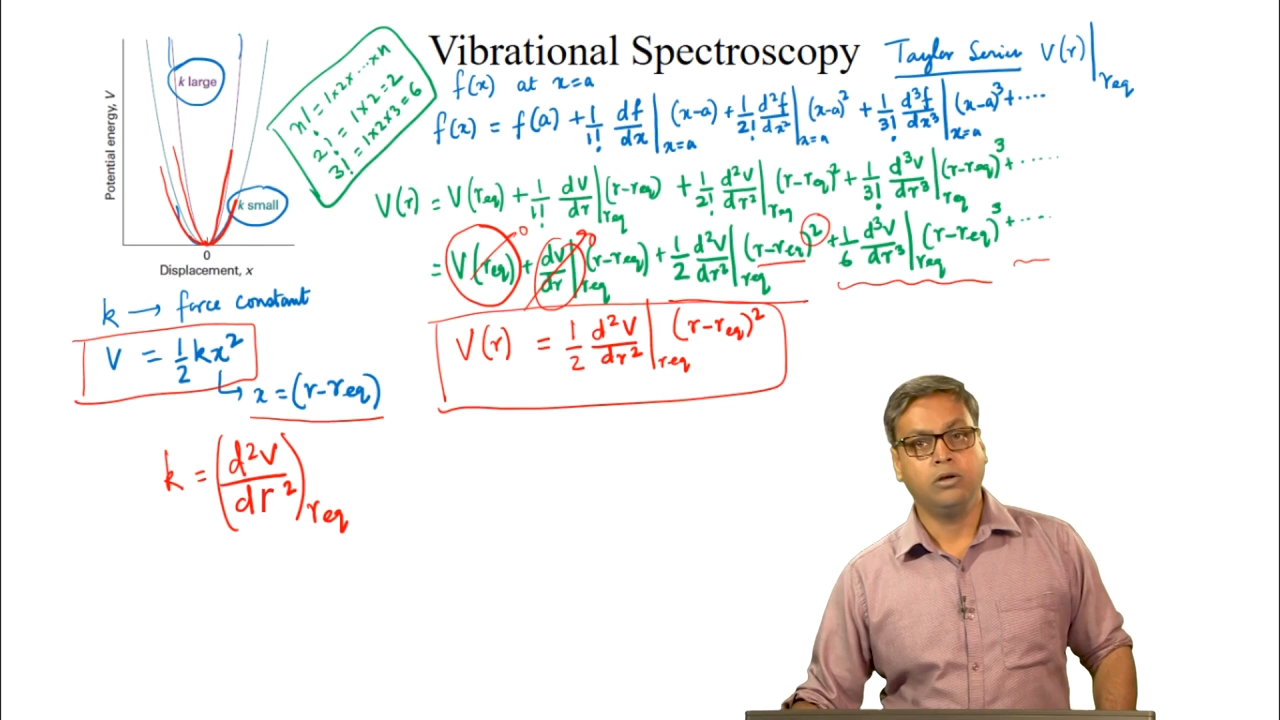 Vibrational Spectroscopy
Taylor Series V(r)|req
k large
k small
Potential energy, V
0
Displacement, x
n! = 1×2×...×n
2! = 1×2 = 2
3! = 1×2×3 = 6
f(x) at x=a
f(x) = f(a) + 1/1! df/dx|x=a (x-a) + 1/2! d²f/dx²|x=a (x-a)² + 1/3! d³f/dx³|x=a (x-a)³ + ....
V(r) = V(req) + 1/1! dV/dr|req (r-req) + 1/2! d²V/dr²|req (r-req)² + 1/3! d³V/dr³|req (r-req)³ + .....
= V(req) → 0 + dV/dr|req → 0 (r-req) + 1/2 d²V/dr²|req (r-req)² + 1/6 d³V/dr³|req (r-req)³ + ....
V(r) = 1/2 d²V/dr²|req (r-req)²
k → force constant
V = 1/2 kx²
↳ x = (r-req)
k = (d²V/dr²)req